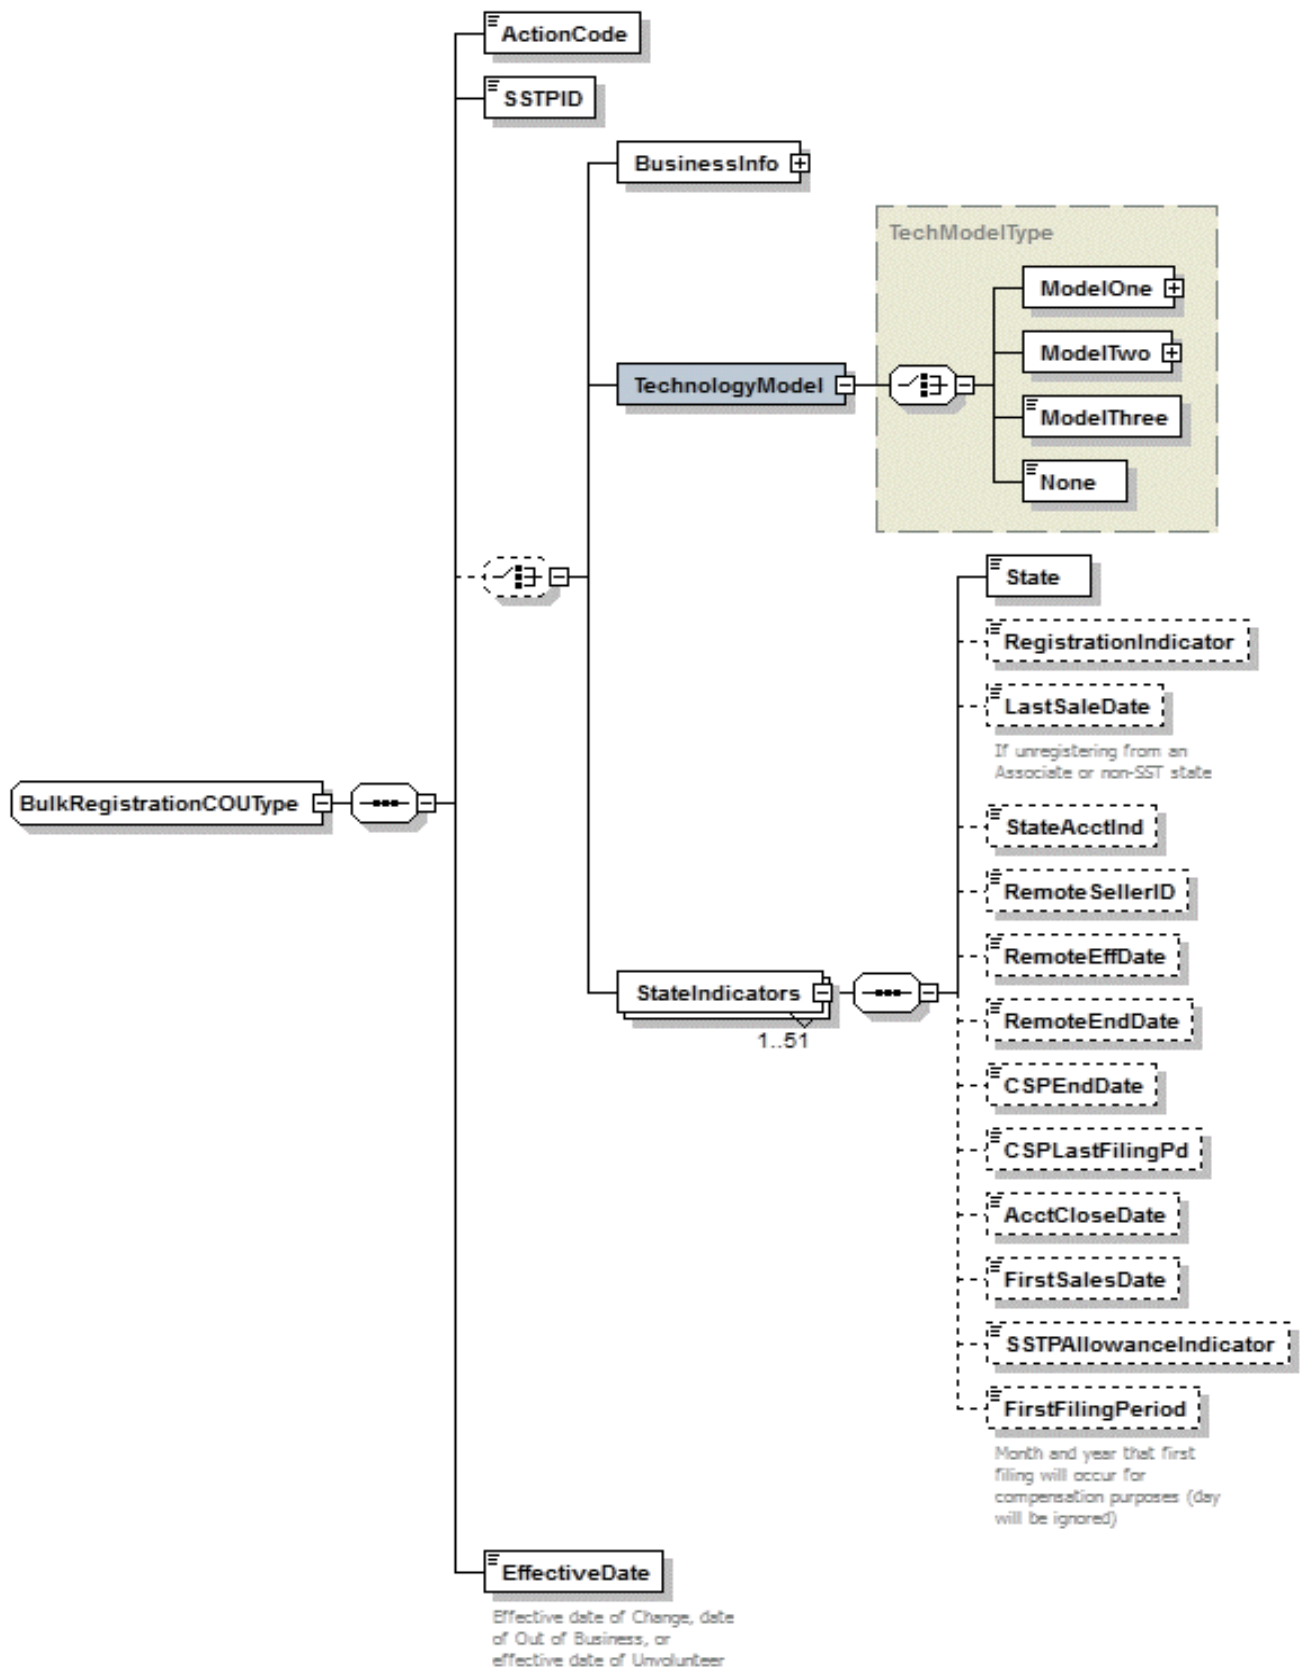 ActionCode
SSTPID
BusinessInfo
TechModelType
ModelOne
ModelTwo
TechnologyModel
ModelThree
None
State
RegistrationIndicator
LastSaleDate
If unregistering from an
Associate or non-SST state
BulkRegistrationCOUType
StateAcctInd
RemoteSellerID
RemoteEffDate
StateIndicators
1..51
RemoteEndDate
CSPEndDate
CSPLastFilingPd
AcctCloseDate
FirstSalesDate
SSTPAllowanceIndicator
FirstFilingPeriod
Month and year that first
filing will occur for
compensation purposes (day
will be ignored)
EffectiveDate
Effective date of Change, date
of Out of Business, or
effective date of Unvolunteer